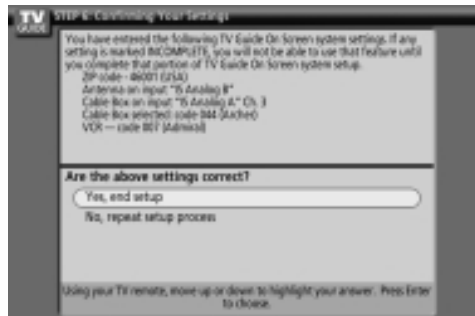 TV
GUIDE
STEP 6: Confirming Your Settings
You have entered the following TV Guide On Screen system settings. If any
setting is marked INCOMPLETE, you will not be able to use that feature until
you complete that portion of TV Guide On Screen system setup.
ZIP code - 46001 (USA)
Antenna on input "15 Analog B"
Cable Box on input "15 Analog A" Ch. 3
Cable Box selected: code 044 (Archer)
VCR — code 007 (Admiral)
Are the above settings correct?
Yes, end setup
No, repeat setup process
Using your TV remote, move up or down to highlight your answer. Press Enter
to choose.